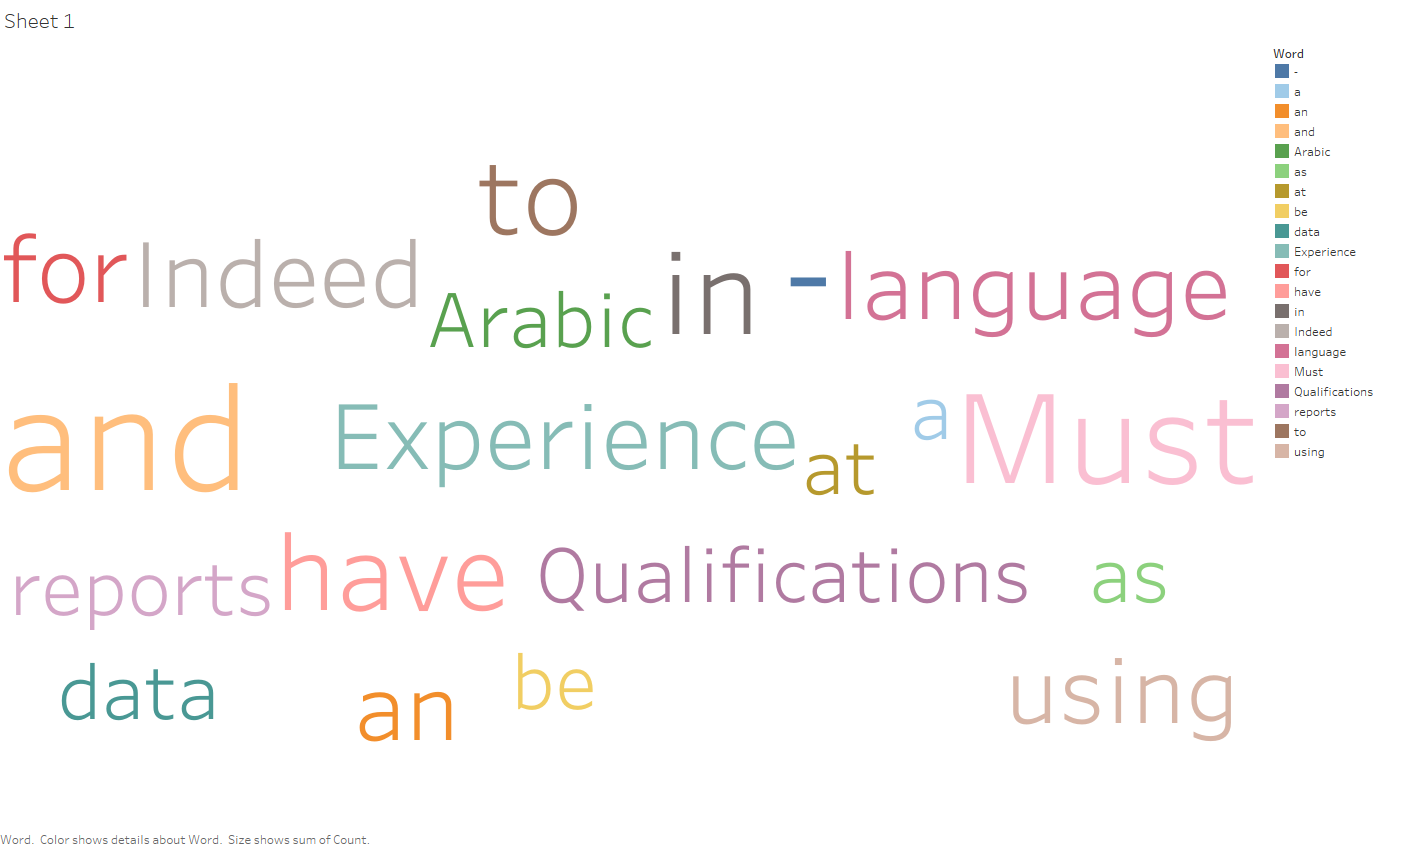 Sheet 1
to
for Indeed
Arabic
in - language
and Experience
at
a Must
reports have Qualifications as
data an be using
Word
-
a
an
and
Arabic
as
at
be
data
Experience
for
have
in
Indeed
language
Must
Qualifications
reports
to
using
Word. Color shows details about Word. Size shows sum of Count.